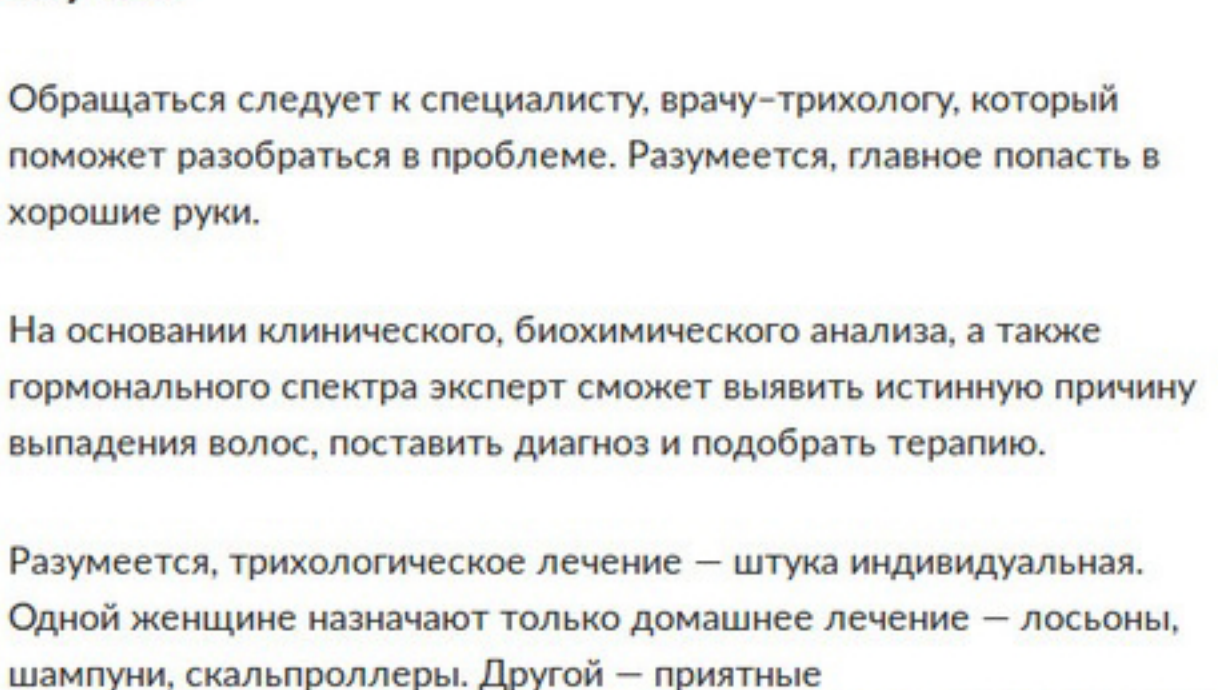 Обращаться следует к специалисту, врачу–трихологу, который
поможет разобраться в проблеме. Разумеется, главное попасть в
хорошие руки.
На основании клинического, биохимического анализа, а также
гормонального спектра эксперт сможет выявить истинную причину
выпадения волос, поставить диагноз и подобрать терапию.
Разумеется, трихологическое лечение — штука индивидуальная.
Одной женщине назначают только домашнее лечение — лосьоны,
шампуни, скальпроллеры. Другой — приятные